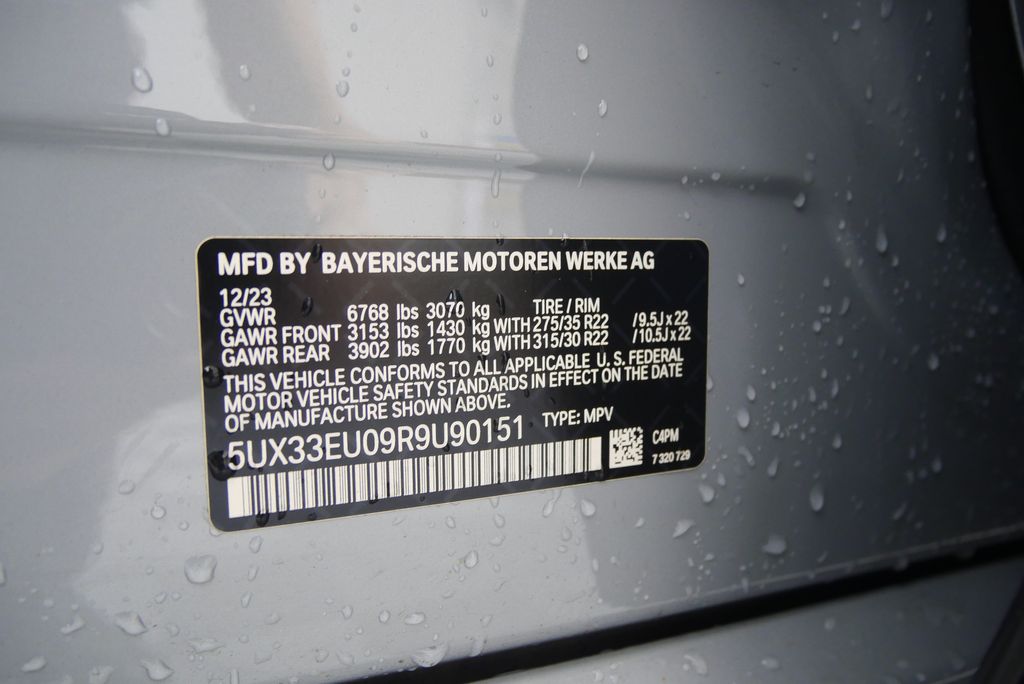 MFD BY BAYERISCHE MOTOREN WERKE AG
12/23
GVWR 6768 lbs 3070 kg TIRE / RIM
GAWR FRONT 3153 lbs 1430 kg WITH 275/35 R22 /9.5J x 22
GAWR REAR 3902 lbs 1770 kg WITH 315/30 R22 /10.5J x 22
THIS VEHICLE CONFORMS TO ALL APPLICABLE U.S. FEDERAL
MOTOR VEHICLE SAFETY STANDARDS IN EFFECT ON THE DATE
OF MANUFACTURE SHOWN ABOVE.
5UX33EU09R9U90151 TYPE: MPV
C4PM
7 320 729